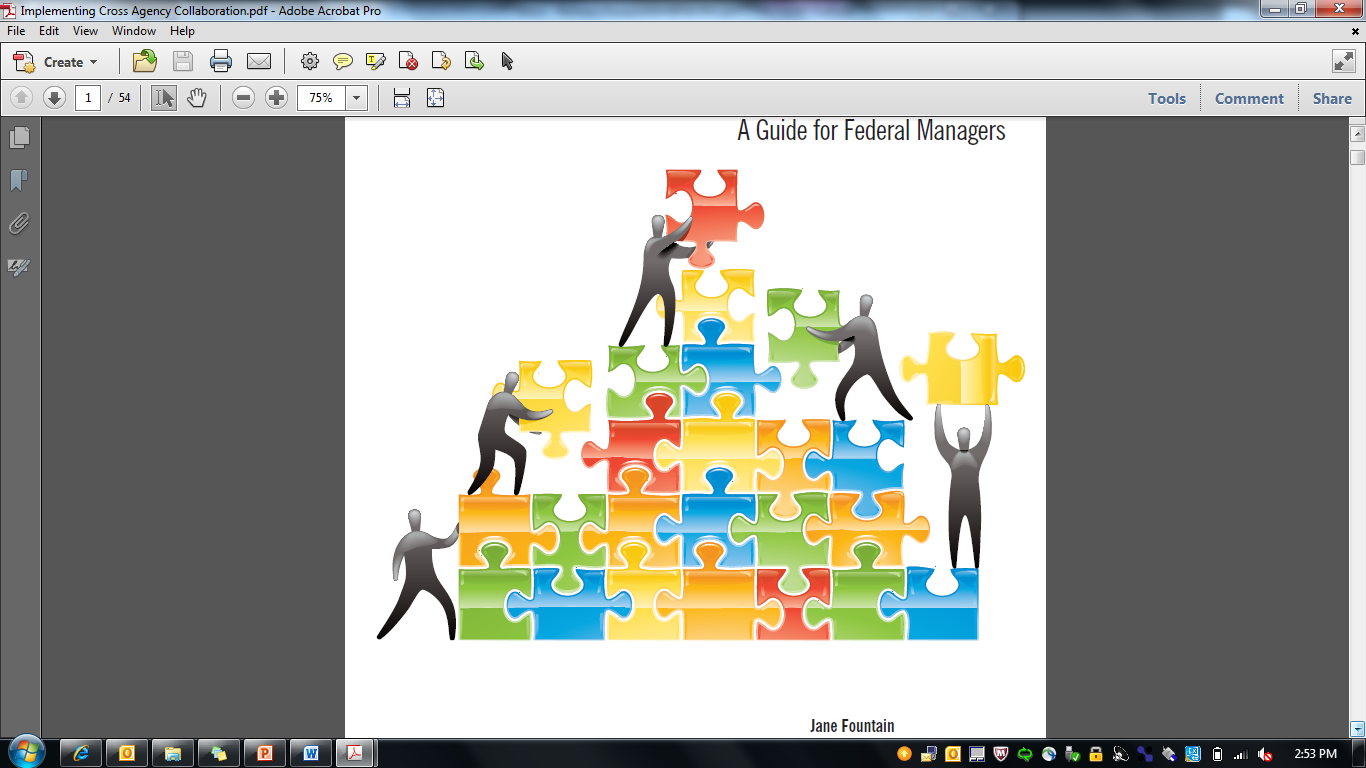 Implementing Cross Agency Collaboration.pdf - Adobe Acrobat Pro
File Edit View Window Help
Create
1 / 54 75% Tools Comment Share
A Guide for Federal Managers
Jane Fountain
2:53 PM